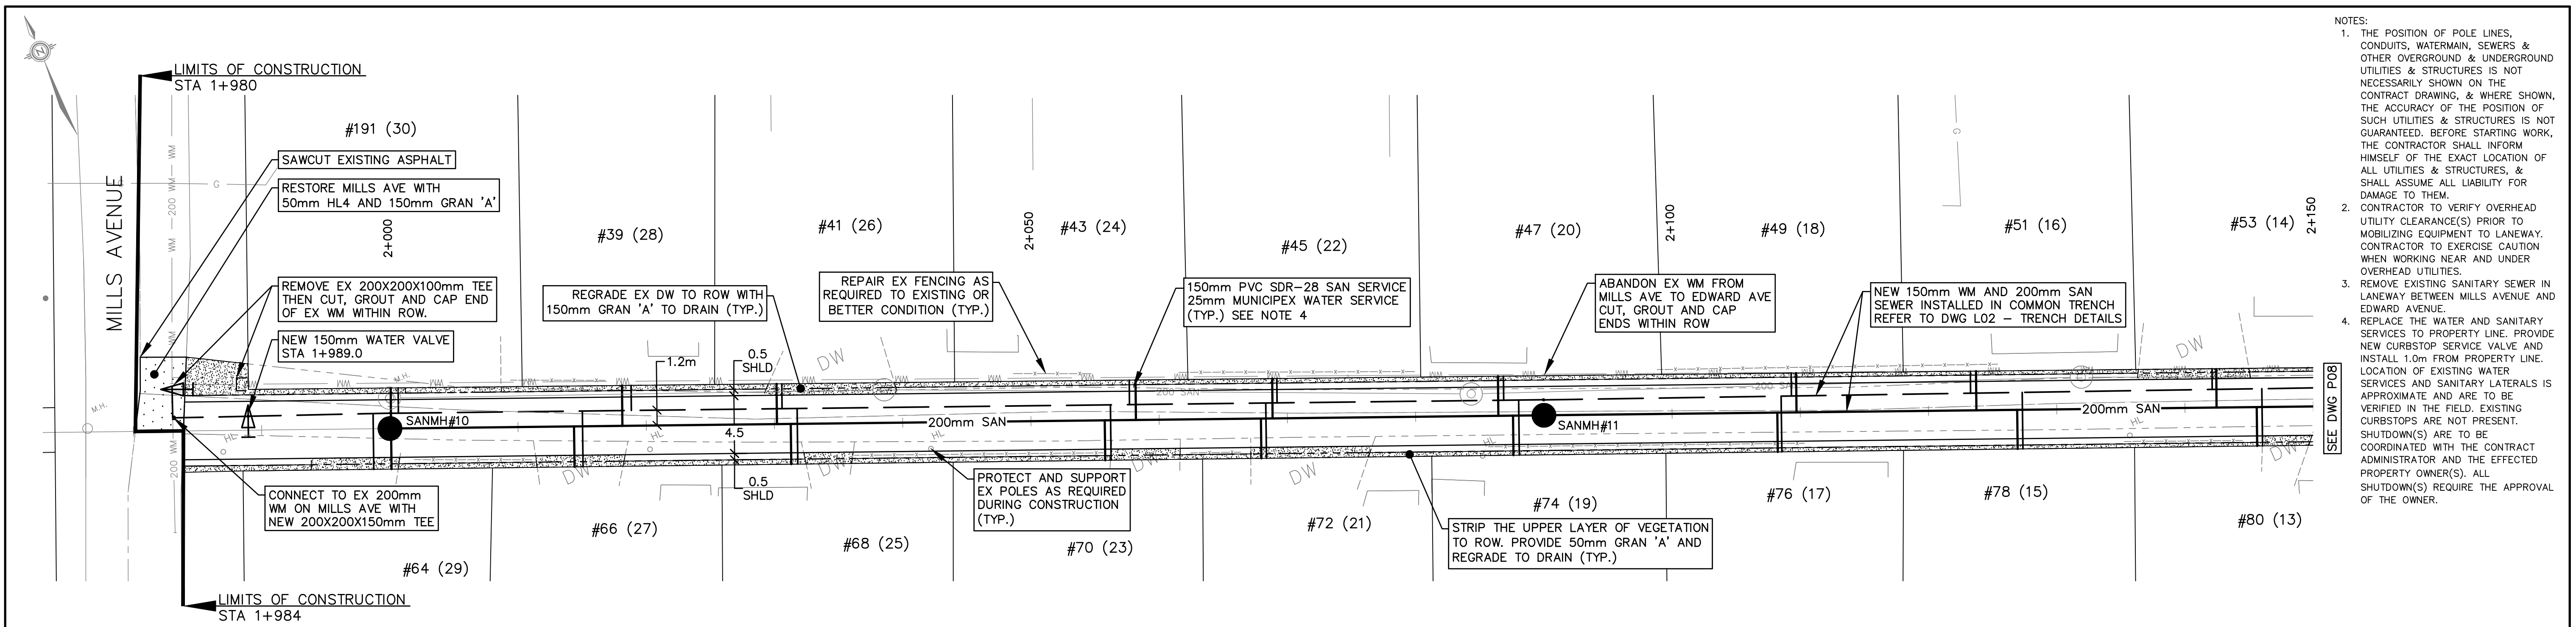 N
LIMITS OF CONSTRUCTION
STA 1+980
MILLS AVENUE
#191 (30)
SAWCUT EXISTING ASPHALT
RESTORE MILLS AVE WITH
50mm HL4 AND 150mm GRAN 'A'
REMOVE EX 200X200X100mm TEE
THEN CUT, GROUT AND CAP END
OF EX WM WITHIN ROW.
NEW 150mm WATER VALVE
STA 1+989.0
CONNECT TO EX 200mm
WM ON MILLS AVE WITH
NEW 200X200X150mm TEE
LIMITS OF CONSTRUCTION
STA 1+984
WM
200 WM
WM
WM
200 WM
G
M.H.
M.H.
HL
2+000
#39 (28)
#41 (26)
2+050
#43 (24)
#45 (22)
#47 (20)
2+100
#49 (18)
#51 (16)
#53 (14)
2+150
G
REGRADE EX DW TO ROW WITH
150mm GRAN 'A' TO DRAIN (TYP.)
REPAIR EX FENCING AS
REQUIRED TO EXISTING OR
BETTER CONDITION (TYP.)
150mm PVC SDR-28 SAN SERVICE
25mm MUNICIPEX WATER SERVICE
(TYP.) SEE NOTE 4
ABANDON EX WM FROM
MILLS AVE TO EDWARD AVE
CUT, GROUT AND CAP
ENDS WITHIN ROW
NEW 150mm WM AND 200mm SAN
SEWER INSTALLED IN COMMON TRENCH
REFER TO DWG L02 - TRENCH DETAILS
1.2m
0.5
SHLD
4.5
0.5
SHLD
DW
DW
DW
DW
DW
DW
DW
DW
SANMH#10
200mm SAN
200 SAN
SANMH#11
200mm SAN
HL
HL
HL
HL
PROTECT AND SUPPORT
EX POLES AS REQUIRED
DURING CONSTRUCTION
(TYP.)
STRIP THE UPPER LAYER OF VEGETATION
TO ROW. PROVIDE 50mm GRAN 'A' AND
REGRADE TO DRAIN (TYP.)
#64 (29)
#66 (27)
#68 (25)
#70 (23)
#72 (21)
#74 (19)
#76 (17)
#78 (15)
#80 (13)
SEE DWG P08
NOTES:
1. THE POSITION OF POLE LINES,
CONDUITS, WATERMAIN, SEWERS &
OTHER OVERGROUND & UNDERGROUND
UTILITIES & STRUCTURES IS NOT
NECESSARILY SHOWN ON THE
CONTRACT DRAWING, & WHERE SHOWN,
THE ACCURACY OF THE POSITION OF
SUCH UTILITIES & STRUCTURES IS NOT
GUARANTEED. BEFORE STARTING WORK,
THE CONTRACTOR SHALL INFORM
HIMSELF OF THE EXACT LOCATION OF
ALL UTILITIES & STRUCTURES, &
SHALL ASSUME ALL LIABILITY FOR
DAMAGE TO THEM.
2. CONTRACTOR TO VERIFY OVERHEAD
UTILITY CLEARANCE(S) PRIOR TO
MOBILIZING EQUIPMENT TO LANEWAY.
CONTRACTOR TO EXERCISE CAUTION
WHEN WORKING NEAR AND UNDER
OVERHEAD UTILITIES.
3. REMOVE EXISTING SANITARY SEWER IN
LANEWAY BETWEEN MILLS AVENUE AND
EDWARD AVENUE.
4. REPLACE THE WATER AND SANITARY
SERVICES TO PROPERTY LINE. PROVIDE
NEW CURBSTOP SERVICE VALVE AND
INSTALL 1.0m FROM PROPERTY LINE.
LOCATION OF EXISTING WATER
SERVICES AND SANITARY LATERALS IS
APPROXIMATE AND ARE TO BE
VERIFIED IN THE FIELD. EXISTING
CURBSTOPS ARE NOT PRESENT.
SHUTDOWN(S) ARE TO BE
COORDINATED WITH THE CONTRACT
ADMINISTRATOR AND THE EFFECTED
PROPERTY OWNER(S). ALL
SHUTDOWN(S) REQUIRE THE APPROVAL
OF THE OWNER.